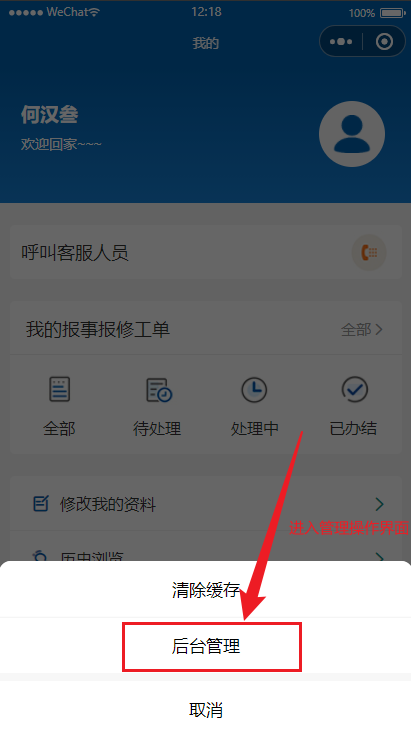 WeChat 12:18 100%
我的
何汉叁
欢迎回家~~~
呼叫客服人员
我的报事报修工单 全部
全部 待处理 处理中 已办结
修改我的资料
进入管理操作界面
历史浏览
清除缓存
后台管理
取消